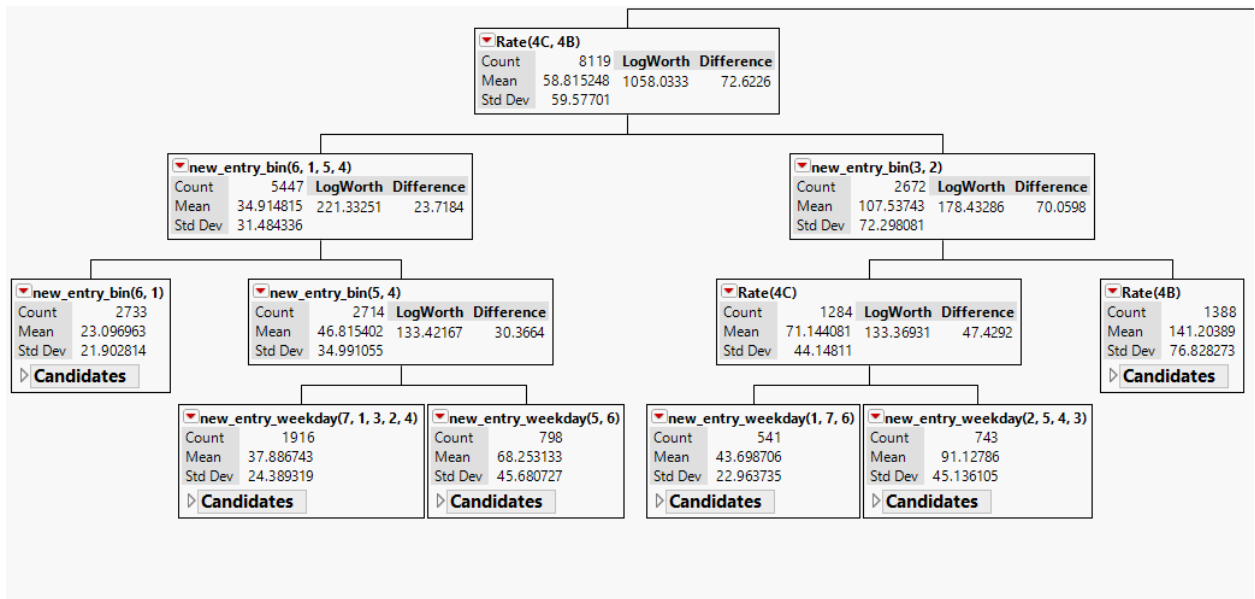 Rate(4C, 4B)
Count 8119 LogWorth Difference
Mean 58.815248 1058.0333 72.6226
Std Dev 59.57701
new_entry_bin(6, 1, 5, 4)
Count 5447 LogWorth Difference
Mean 34.914815 221.33251 23.7184
Std Dev 31.484336
new_entry_bin(3, 2)
Count 2672 LogWorth Difference
Mean 107.53743 178.43286 70.0598
Std Dev 72.298081
new_entry_bin(6, 1)
Count 2733
Mean 23.096963
Std Dev 21.902814
Candidates
new_entry_bin(5, 4)
Count 2714 LogWorth Difference
Mean 46.815402 133.42167 30.3664
Std Dev 34.991055
Rate(4C)
Count 1284 LogWorth Difference
Mean 71.144081 133.36931 47.4292
Std Dev 44.14811
Rate(4B)
Count 1388
Mean 141.20389
Std Dev 76.828273
Candidates
new_entry_weekday(7, 1, 3, 2, 4)
Count 1916
Mean 37.886743
Std Dev 24.389319
Candidates
new_entry_weekday(5, 6)
Count 798
Mean 68.253133
Std Dev 45.680727
Candidates
new_entry_weekday(1, 7, 6)
Count 541
Mean 43.698706
Std Dev 22.963735
Candidates
new_entry_weekday(2, 5, 4, 3)
Count 743
Mean 91.12786
Std Dev 45.136105
Candidates